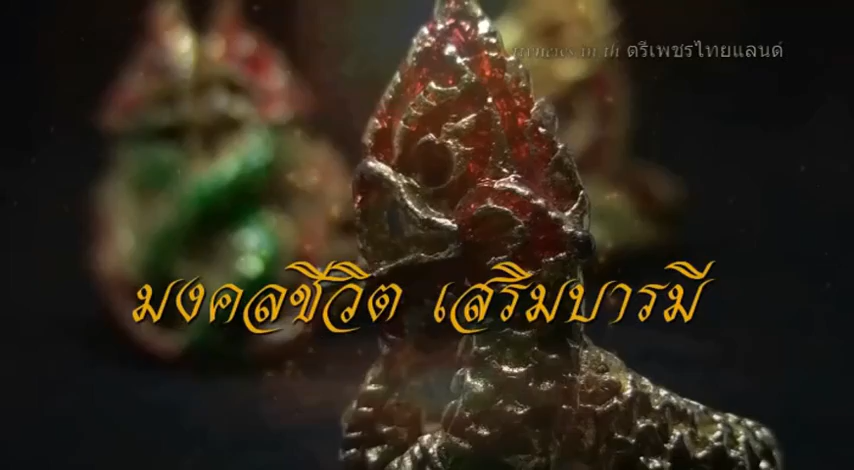 ตรีเพชรไทยแลนด์
มงคลชีวิต เสริมบารมี